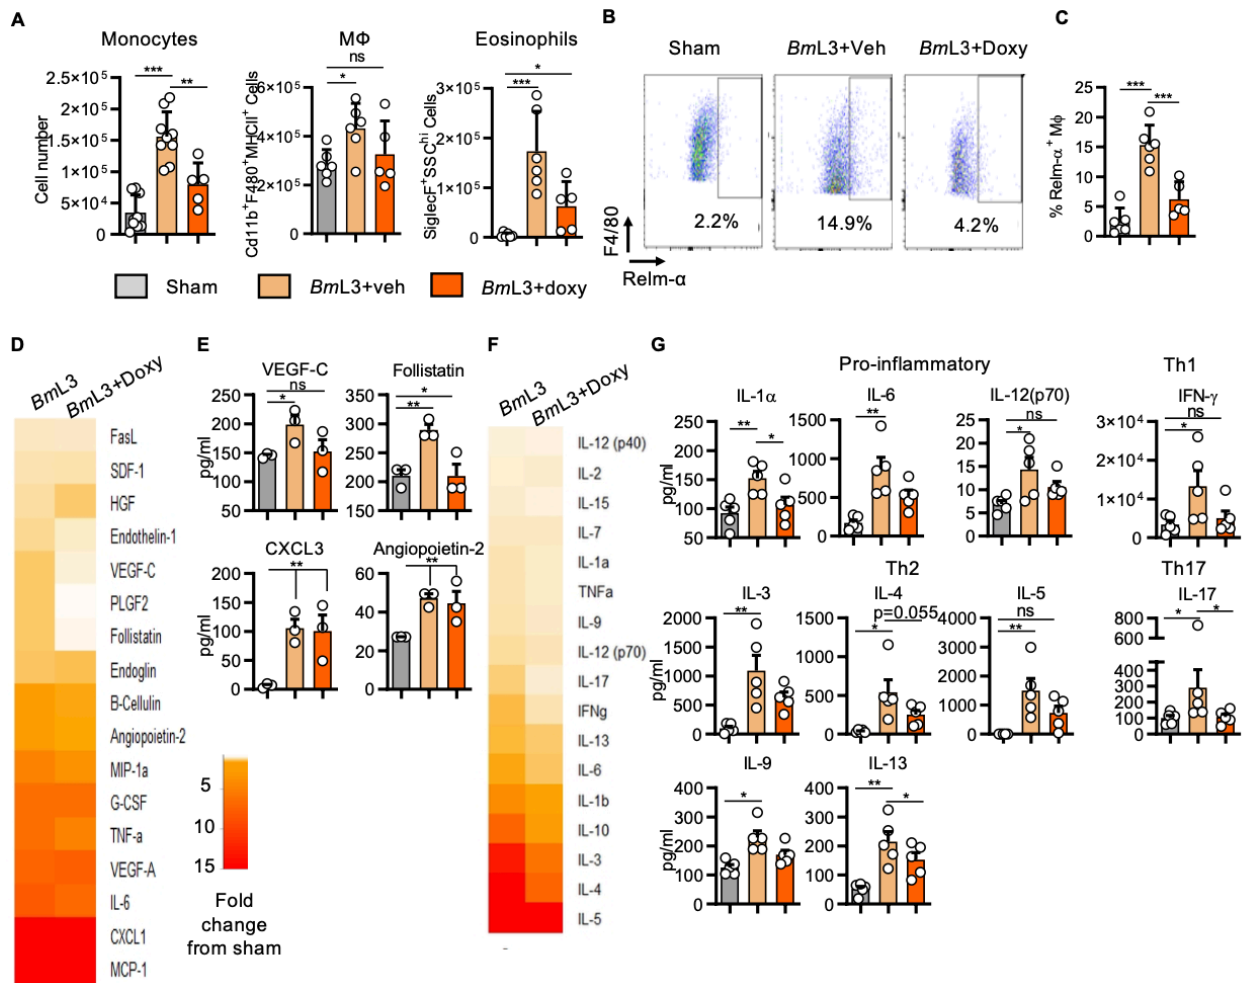 A
Monocytes
MΦ
Eosinophils
Cell number
2.5×10⁵
2×10⁵
1.5×10⁵
1×10⁵
5×10⁴
0
***
**
Cd11b⁺F480⁺MHCII⁺ Cells
6×10⁵
4×10⁵
2×10⁵
0
ns
*
SiglecF⁺SSCʰⁱ Cells
3×10⁵
2×10⁵
1×10⁵
0
*
***
B
Sham
BmL3+Veh
BmL3+Doxy
2.2%
14.9%
4.2%
F4/80
Relm-α
C
% Relm-α⁺ Mϕ
25
20
15
10
5
0
***
***
Sham
BmL3+veh
BmL3+doxy
D
BmL3
BmL3+Doxy
FasL
SDF-1
HGF
Endothelin-1
VEGF-C
PLGF2
Follistatin
Endoglin
B-Cellulin
Angiopoietin-2
MIP-1a
G-CSF
TNF-a
VEGF-A
IL-6
CXCL1
MCP-1
5
10
15
Fold
change
from sham
E
VEGF-C
ns
*
pg/ml
250
200
150
100
50
Follistatin
*
**
350
300
250
200
150
CXCL3
**
pg/ml
200
150
100
50
0
Angiopoietin-2
**
60
40
20
0
F
BmL3
BmL3+Doxy
IL-12 (p40)
IL-2
IL-15
IL-7
IL-1a
TNFa
IL-9
IL-12 (p70)
IL-17
IFNg
IL-13
IL-6
IL-1b
IL-10
IL-3
IL-4
IL-5
G
Pro-inflammatory
Th1
IL-1α
** *
pg/ml
250
200
150
100
50
IL-6
**
1500
1000
500
0
IL-12(p70)
ns
*
25
20
15
10
5
0
IFN-γ
ns
*
3×10⁴
2×10⁴
1×10⁴
0
Th2
Th17
IL-3
**
pg/ml
2000
1500
1000
500
0
IL-4
p=0.055
*
1500
1000
500
0
IL-5
ns
**
4000
3000
2000
1000
0
IL-17
* *
800
600
400
300
200
100
0
IL-9
*
pg/ml
400
300
200
100
0
IL-13
** *
400
300
200
100
0